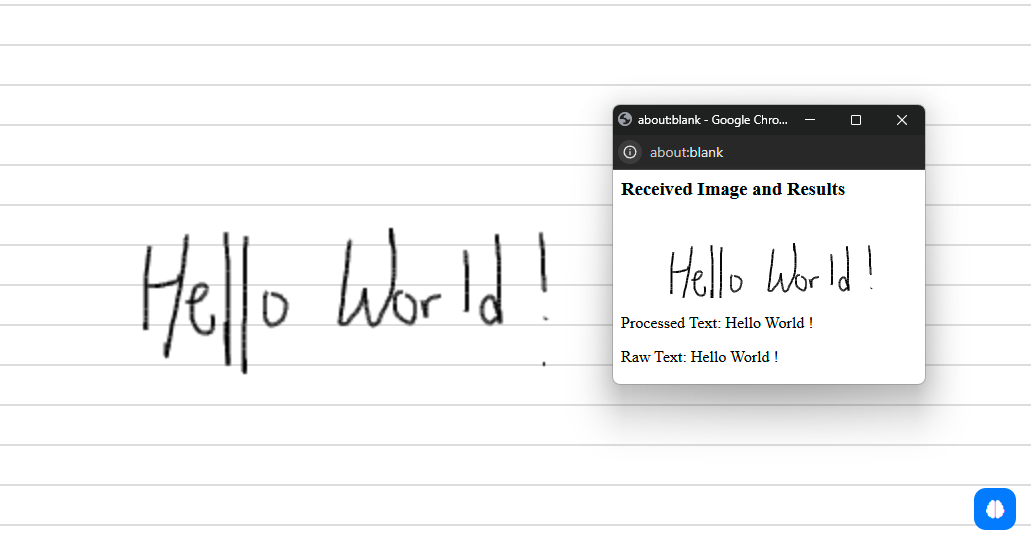 Hello World !
about:blank - Google Chro...
about:blank
Received Image and Results
Hello World !
Processed Text: Hello World !
Raw Text: Hello World !